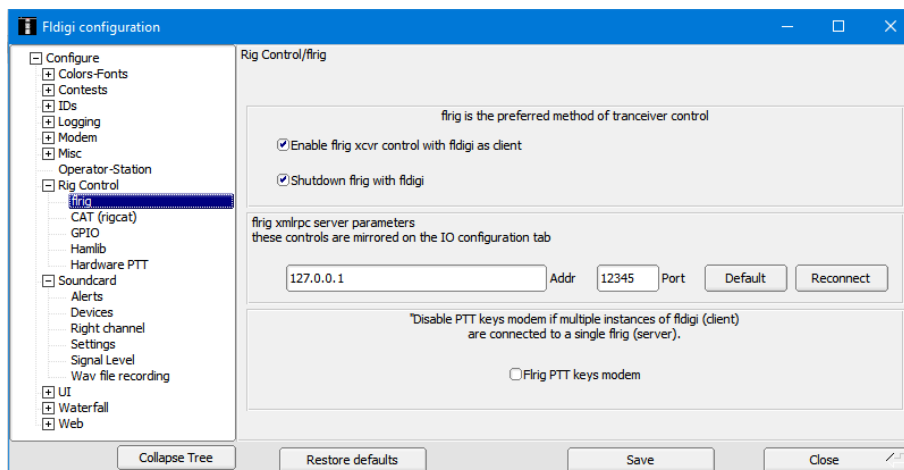 Fldigi configuration
Configure
Colors-Fonts
Contests
IDs
Logging
Modem
Misc
Operator-Station
Rig Control
flrig
CAT (rigcat)
GPIO
Hamlib
Hardware PTT
Soundcard
Alerts
Devices
Right channel
Settings
Signal Level
Wav file recording
UI
Waterfall
Web
Collapse Tree
Rig Control/flrig
flrig is the preferred method of tranceiver control
Enable flrig xcvr control with fldigi as client
Shutdown flrig with fldigi
flrig xmlrpc server parameters
these controls are mirrored on the IO configuration tab
127.0.0.1 Addr 12345 Port Default Reconnect
"Disable PTT keys modem if multiple instances of fldigi (client)
are connected to a single flrig (server).
Flrig PTT keys modem
Restore defaults Save Close